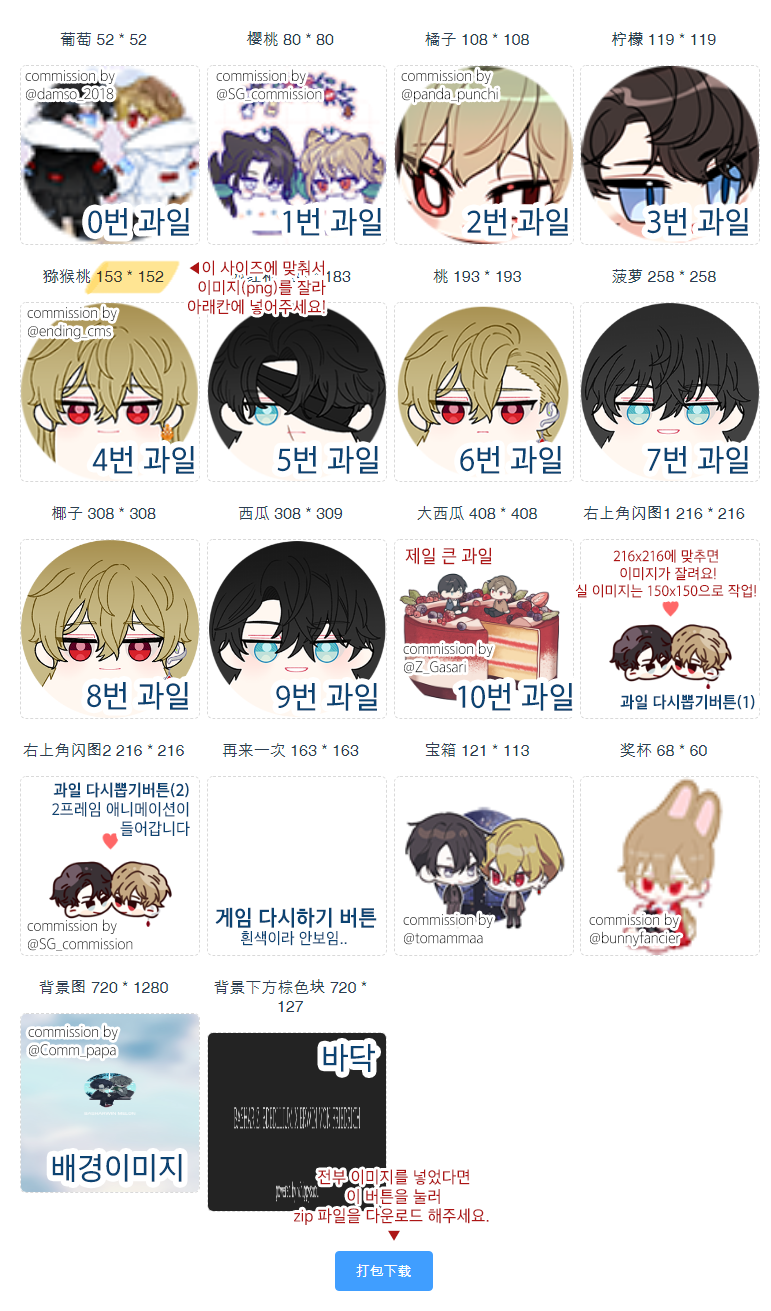 葡萄 52 * 52
樱桃 80 * 80
橘子 108 * 108
柠檬 119 * 119
commission by
@damso_2018
0번 과일
commission by
@SG_commission
1번 과일
commission by
@panda_punchi
2번 과일
3번 과일
猕猴桃 153 * 152
◀이 사이즈에 맞춰서
이미지(png)를 잘라
아래칸에 넣어주세요!
183
桃 193 * 193
菠萝 258 * 258
commission by
@ending_cms
4번 과일
5번 과일
6번 과일
7번 과일
椰子 308 * 308
西瓜 308 * 309
大西瓜 408 * 408
右上角闪图1 216 * 216
8번 과일
9번 과일
제일 큰 과일
commission by
@Z_Gasari
10번 과일
216x216에 맞추면
이미지가 잘려요!
실 이미지는 150x150으로 작업!
과일 다시뽑기버튼(1)
右上角闪图2 216 * 216
再来一次 163 * 163
宝箱 121 * 113
奖杯 68 * 60
과일 다시뽑기버튼(2)
2프레임 애니메이션이
들어갑니다
commission by
@SG_commission
게임 다시하기 버튼
흰색이라 안보임..
commission by
@tomammaa
commission by
@bunnyfancier
背景图 720 * 1280
背景下方棕色块 720 *
127
commission by
@Comm_papa
배경이미지
바닥
전부 이미지를 넣었다면
이 버튼을 눌러
zip 파일을 다운로드 해주세요.
▼
打包下载